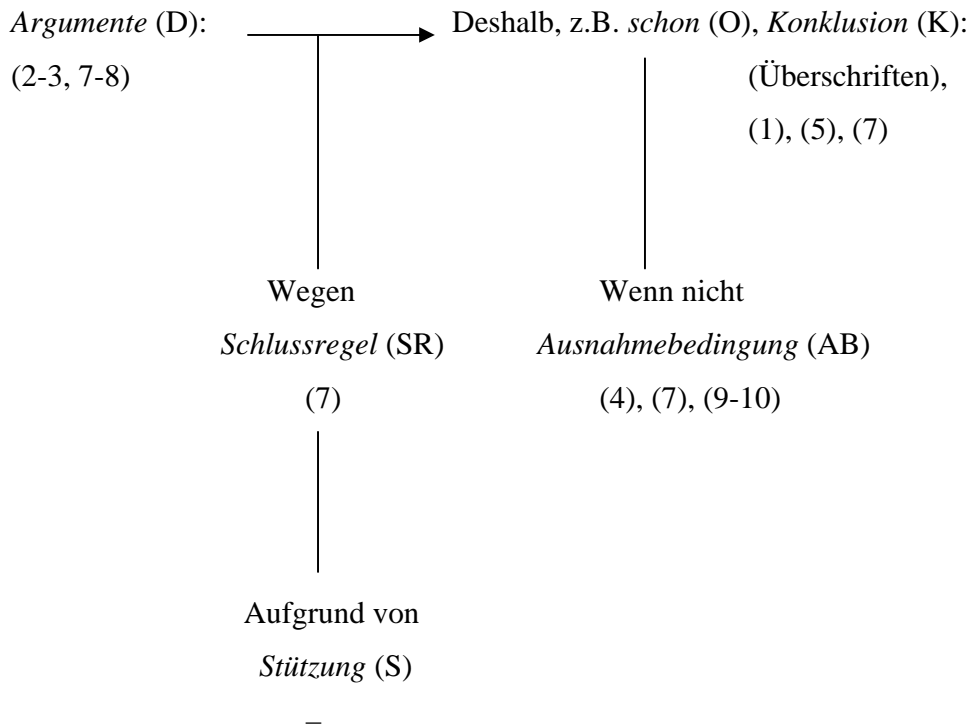 Argumente (D): Deshalb, z.B. schon (O), Konklusion (K):
(2-3, 7-8) (Überschriften),
(1), (5), (7)
Wegen Wenn nicht
Schlussregel (SR) Ausnahmebedingung (AB)
(7) (4), (7), (9-10)
Aufgrund von
Stützung (S)
–